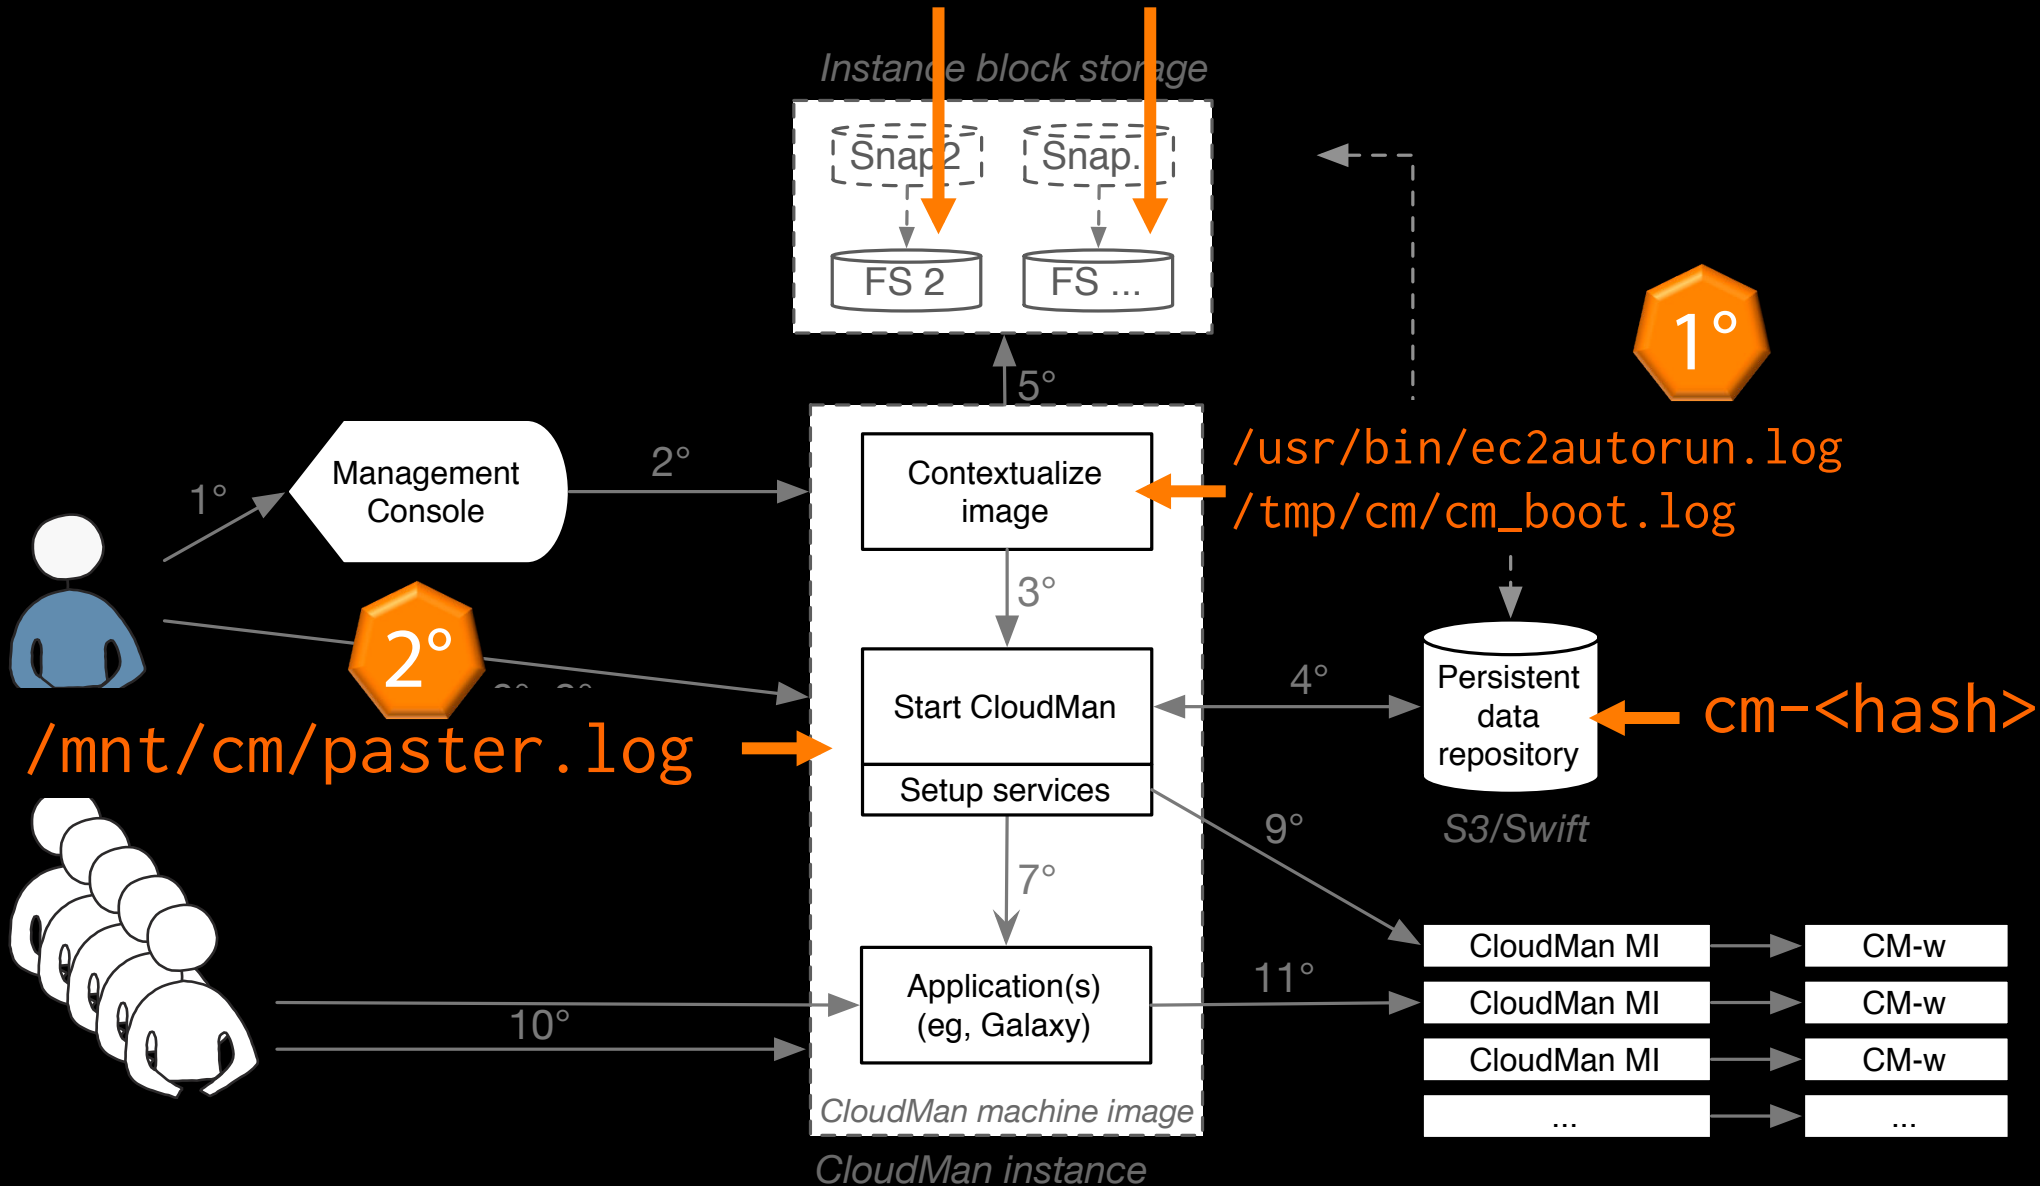 Instance block storage
Snap2
Snap.
FS 2
FS ...
1°
5°
/usr/bin/ec2autorun.log
/tmp/cm/cm_boot.log
Management
Console
1°
2°
Contextualize
image
3°
2°
Start CloudMan
Setup services
4°
Persistent
data
repository
cm-<hash>
/mnt/cm/paster.log
S3/Swift
9°
7°
CloudMan MI
CM-w
CloudMan MI
CM-w
CloudMan MI
CM-w
...
...
11°
Application(s)
(eg, Galaxy)
10°
CloudMan machine image
CloudMan instance